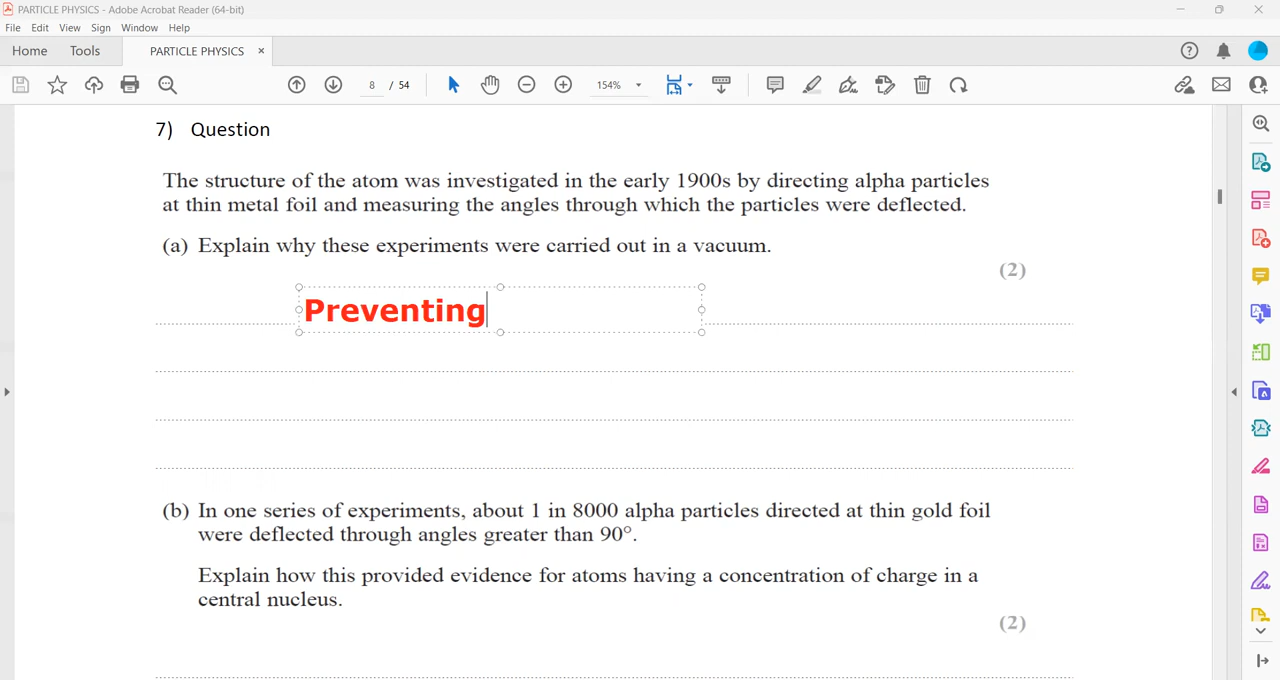 PARTICLE PHYSICS - Adobe Acrobat Reader (64-bit)
File Edit View Sign Window Help
Home Tools PARTICLE PHYSICS ×
8 / 54 154%
7) Question
The structure of the atom was investigated in the early 1900s by directing alpha particles
at thin metal foil and measuring the angles through which the particles were deflected.
(a) Explain why these experiments were carried out in a vacuum.
(2)
Preventing
(b) In one series of experiments, about 1 in 8000 alpha particles directed at thin gold foil
were deflected through angles greater than 90°.
Explain how this provided evidence for atoms having a concentration of charge in a
central nucleus.
(2)